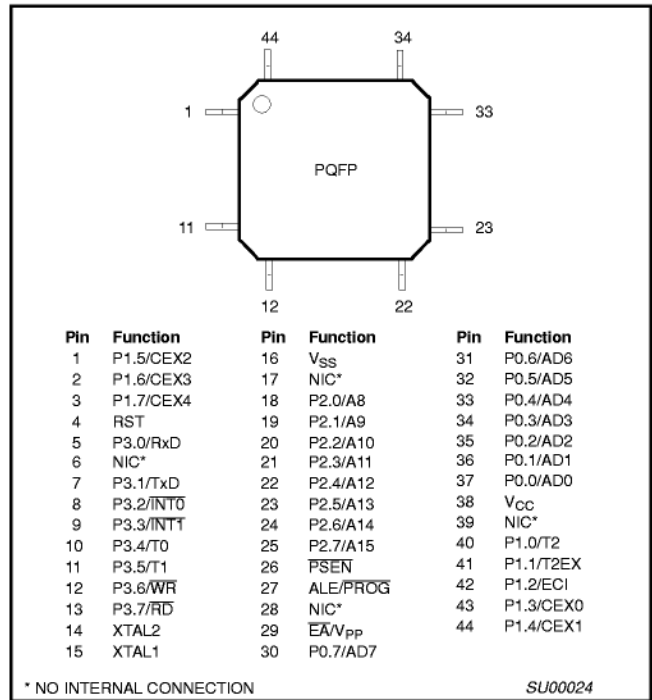 44 34
1 33
PQFP
11 23
12 22
Pin Function Pin Function Pin Function
1 P1.5/CEX2 16 VSS 31 P0.6/AD6
2 P1.6/CEX3 17 NIC* 32 P0.5/AD5
3 P1.7/CEX4 18 P2.0/A8 33 P0.4/AD4
4 RST 19 P2.1/A9 34 P0.3/AD3
5 P3.0/RxD 20 P2.2/A10 35 P0.2/AD2
6 NIC* 21 P2.3/A11 36 P0.1/AD1
7 P3.1/TxD 22 P2.4/A12 37 P0.0/AD0
8 P3.2/INT0 23 P2.5/A13 38 VCC
9 P3.3/INT1 24 P2.6/A14 39 NIC*
10 P3.4/T0 25 P2.7/A15 40 P1.0/T2
11 P3.5/T1 26 PSEN 41 P1.1/T2EX
12 P3.6/WR 27 ALE/PROG 42 P1.2/ECI
13 P3.7/RD 28 NIC* 43 P1.3/CEX0
14 XTAL2 29 EA/VPP 44 P1.4/CEX1
15 XTAL1 30 P0.7/AD7
* NO INTERNAL CONNECTION SU00024